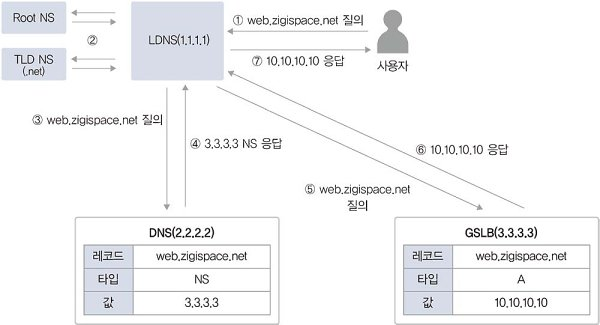 Root NS
②
TLD NS
(.net)
LDNS(1.1.1.1)
① web.zigispace.net 질의
⑦ 10.10.10.10 응답
사용자
③ web.zigispace.net 질의
④ 3.3.3.3 NS 응답
⑥ 10.10.10.10 응답
⑤ web.zigispace.net
질의
DNS(2.2.2.2)
레코드 web.zigispace.net
타입 NS
값 3.3.3.3
GSLB(3.3.3.3)
레코드 web.zigispace.net
타입 A
값 10.10.10.10